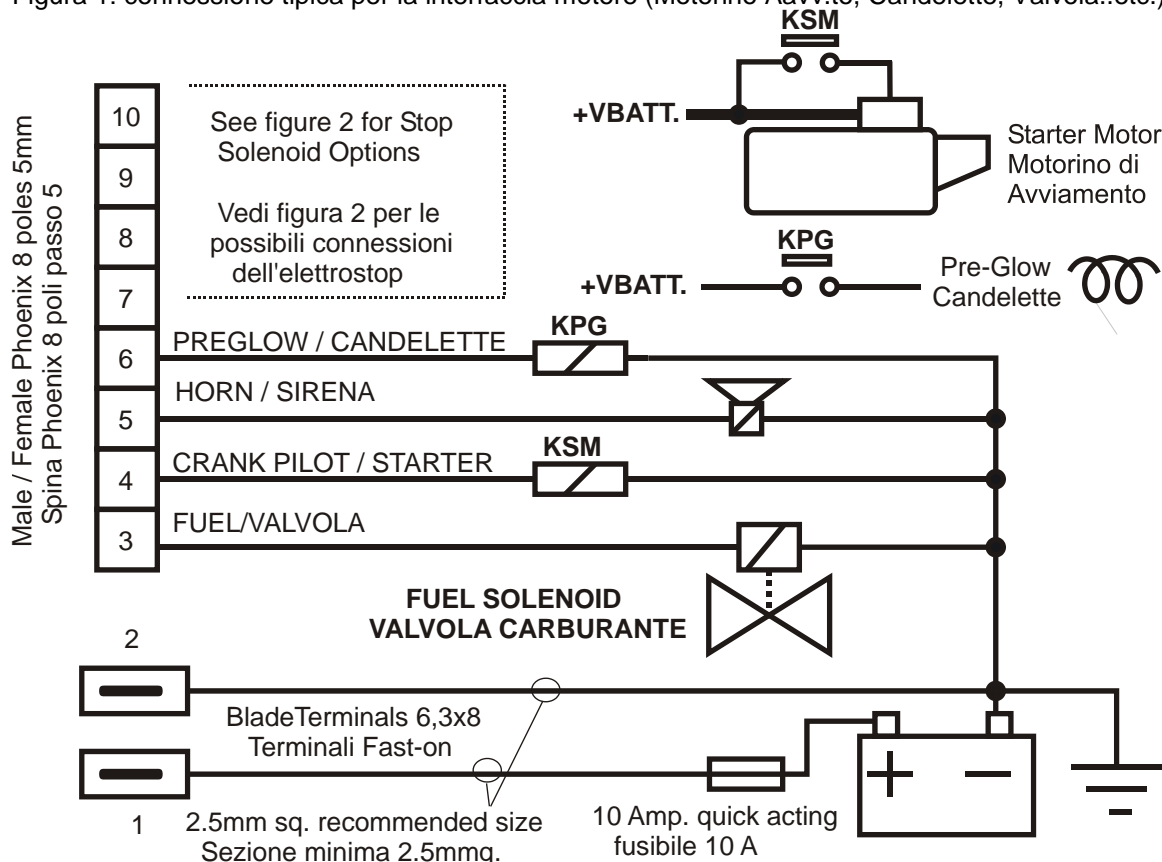 Figura 1: connessione tipica per la interfaccia motore (Motorino Aavv.to, Candelette, Valvola..etc.)
KSM
+VBATT.
Starter Motor
Motorino di
Avviamento
KPG
+VBATT.
Pre-Glow
Candelette
Male / Female Phoenix 8 poles 5mm
Spina Phoenix 8 poli passo 5
10
9
8
7
6
5
4
3
See figure 2 for Stop
Solenoid Options
Vedi figura 2 per le
possibili connessioni
dell'elettrostop
PREGLOW / CANDELETTE
KPG
HORN / SIRENA
CRANK PILOT / STARTER
KSM
FUEL/VALVOLA
FUEL SOLENOID
VALVOLA CARBURANTE
2
BladeTerminals 6,3x8
Terminali Fast-on
1
2.5mm sq. recommended size
Sezione minima 2.5mmq.
10 Amp. quick acting
fusibile 10 A
+ −